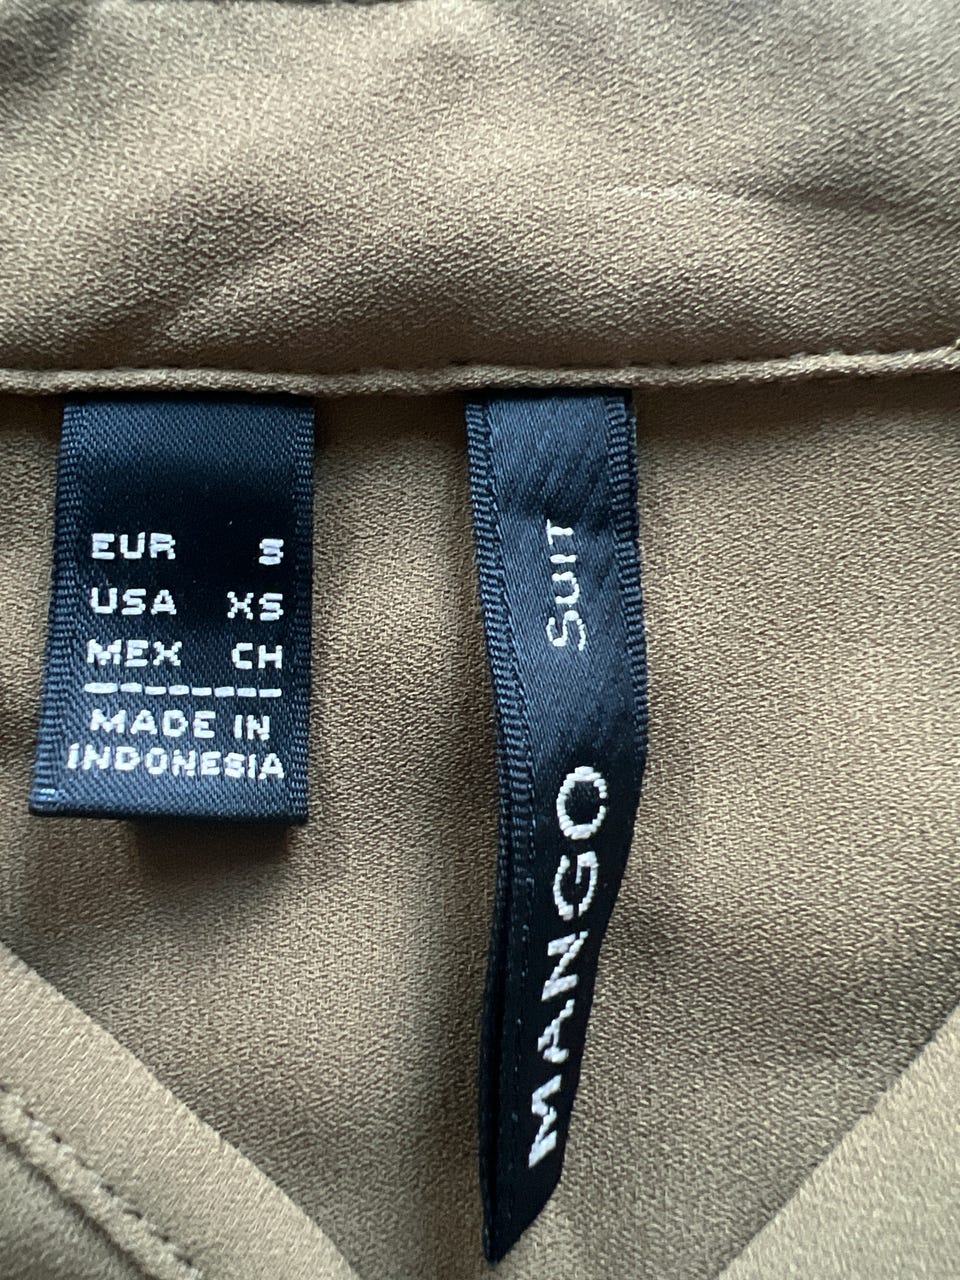 EUR S
USA XS
MEX CH
MADE IN
INDONESIA
MANGO SUIT